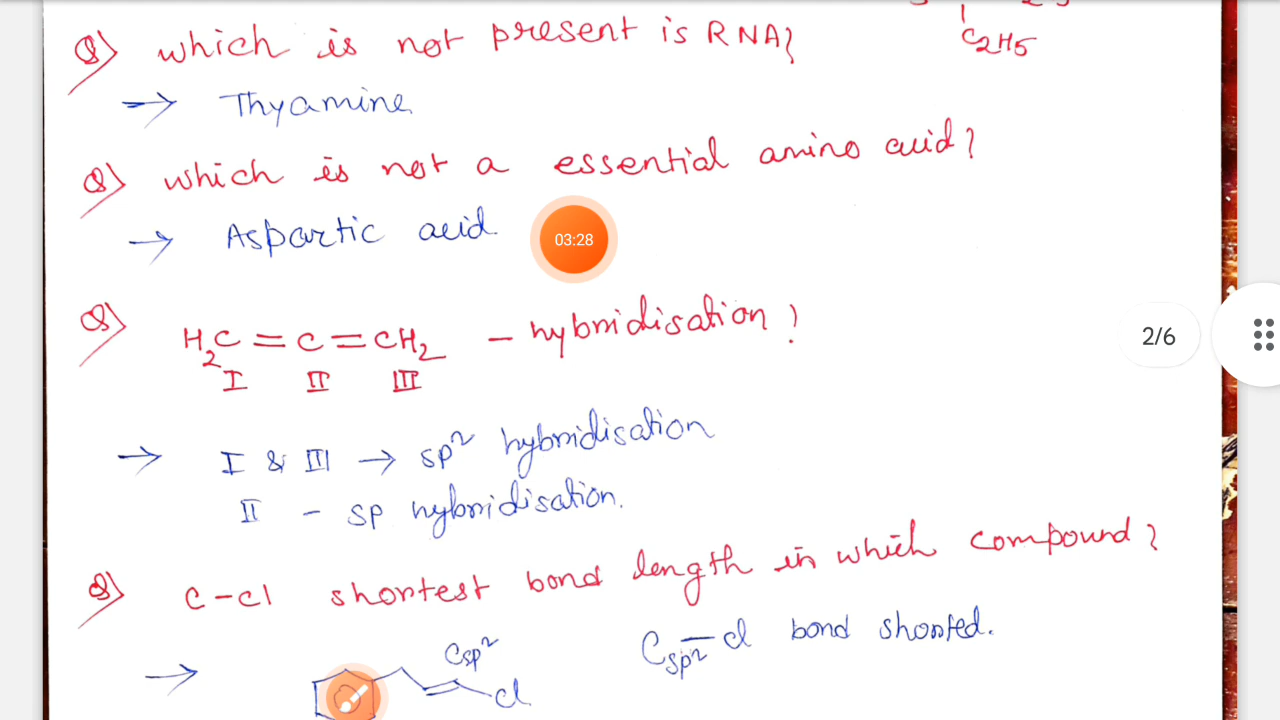 C2H5
Q) which is not present is RNA?
→ Thyamine
Q) which is not a essential amino acid?
→ Aspartic acid.
03:28
Q) H2C = C = CH2 - hybridisation?
I II III
2/6
→ I & III → sp2 hybridisation
II - sp hybridisation.
Q) C-Cl shortest bond length in which compound?
→ Csp2 Cl
Csp2-Cl bond shorted.